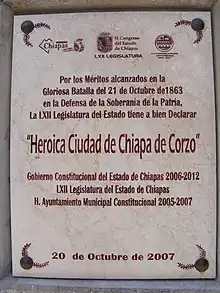 Chiapas
H. Congreso
del Estado
de Chiapas
LXII LEGISLATURA
Por los Méritos alcanzados en la
Gloriosa Batalla del 21 de Octubre de1863
en la Defensa de la Soberanía de la Patria,
La LXII Legislatura del Estado tiene a bien Declarar
"Heroica Ciudad de Chiapa de Corzo"
Gobierno Constitucional del Estado de Chiapas 2006-2012
LXII Legislatura del Estado de Chiapas
H. Ayuntamiento Municipal Constitucional 2005-2007
20 de Octubre de 2007